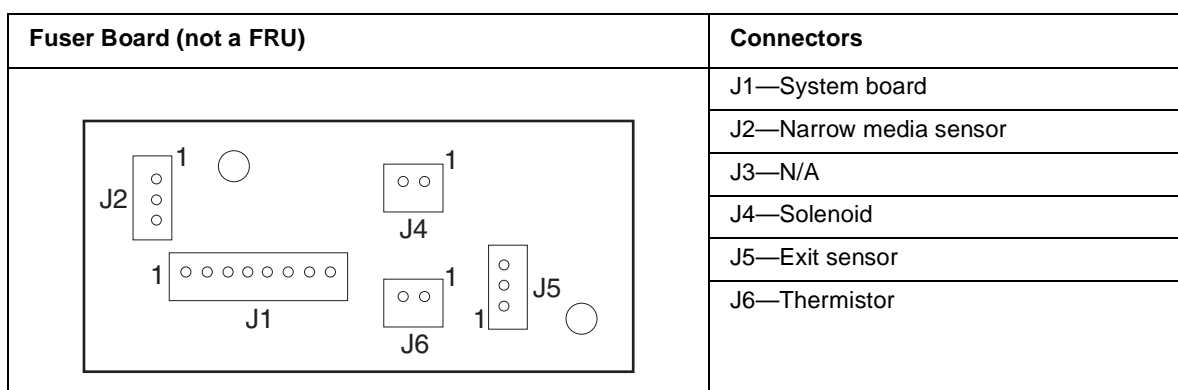 Fuser Board (not a FRU)
Connectors
J1—System board
J2—Narrow media sensor
J3—N/A
J4—Solenoid
J5—Exit sensor
J6—Thermistor
1
J2
1
J4
1
J1
1
J6
J5
1